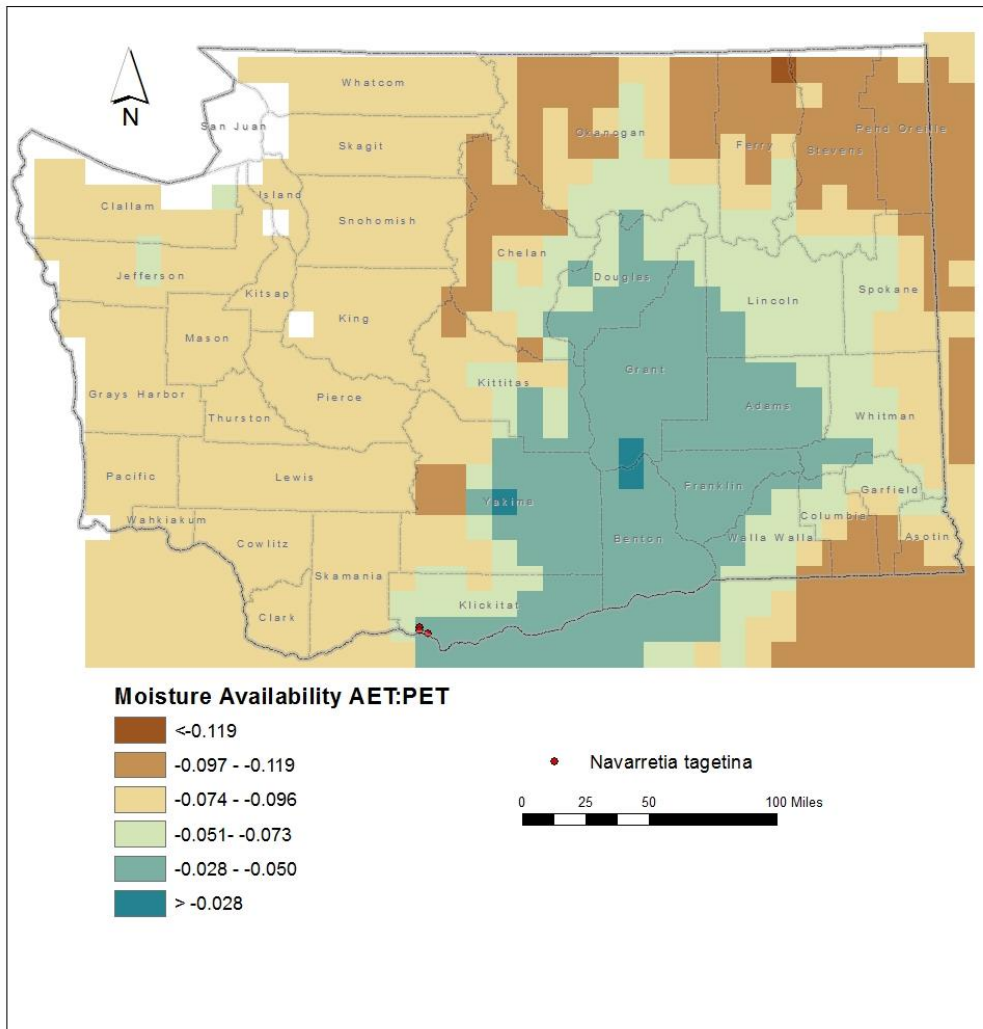 N
Whatcom
San Juan
Skagit
Okanogan
Ferry
Stevens
Pend Oreille
Clallam
Island
Snohomish
Chelan
Douglas
Jefferson
Kitsap
King
Lincoln
Spokane
Mason
Grant
Kittitas
Grays Harbor
Thurston
Pierce
Adams
Whitman
Pacific
Lewis
Yakima
Franklin
Garfield
Wahkiakum
Cowlitz
Benton
Walla Walla
Columbia
Asotin
Skamania
Klickitat
Clark
Moisture Availability AET:PET
<-0.119
-0.097 - -0.119
-0.074 - -0.096
-0.051- -0.073
-0.028 - -0.050
> -0.028
Navarretia tagetina
0 25 50 100 Miles